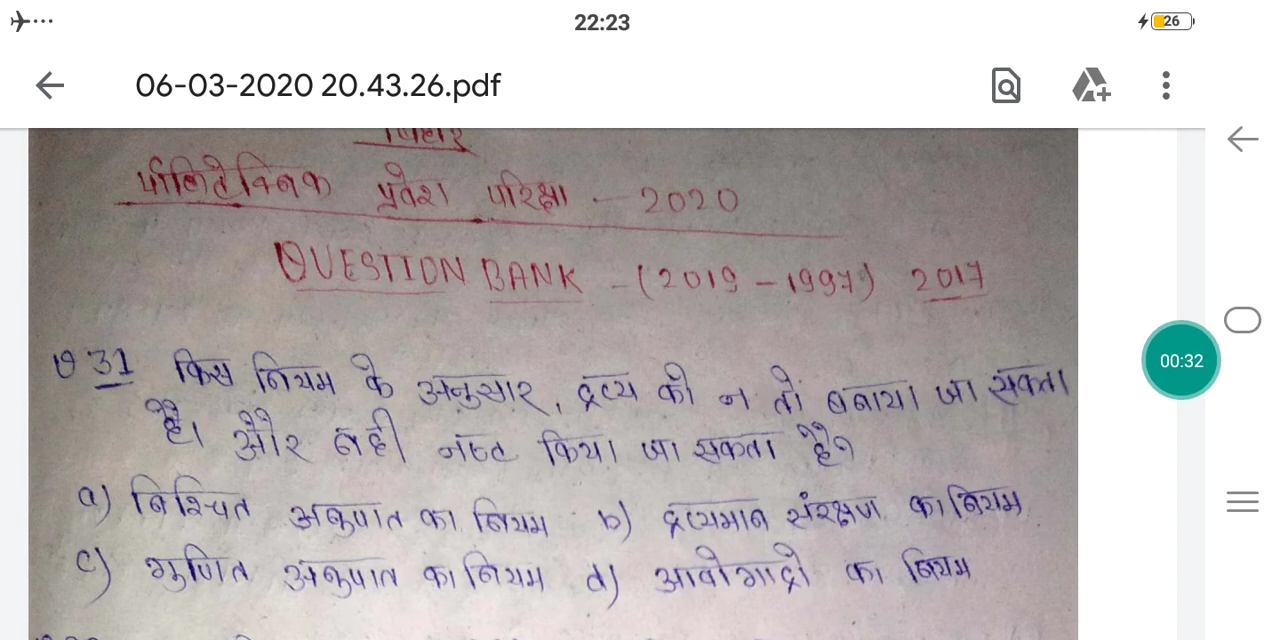 22:23
26
06-03-2020 20.43.26.pdf
बिहार
पॉलिटेक्निक प्रवेश परिक्षा - 2020
QUESTION BANK - (2019 - 1997) 2017
00:32
Q 31 किस नियम के अनुसार, द्रव्य को न तो बनाया जा सकता
है। और नही नष्ट किया जा सकता है?
a) निश्चित अनुपात का नियम b) द्रव्यमान संरक्षण का नियम
c) गुणित अनुपात का नियम d) आवोगाद्रो का नियम